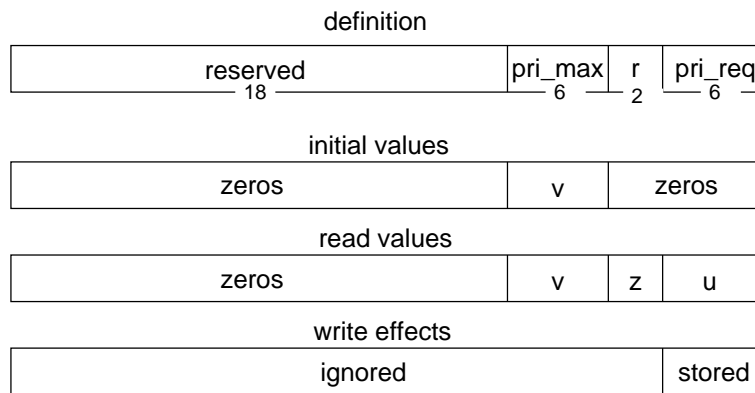 definition
reserved pri_max r pri_req
18 6 2 6
initial values
zeros v zeros
read values
zeros v z u
write effects
ignored stored